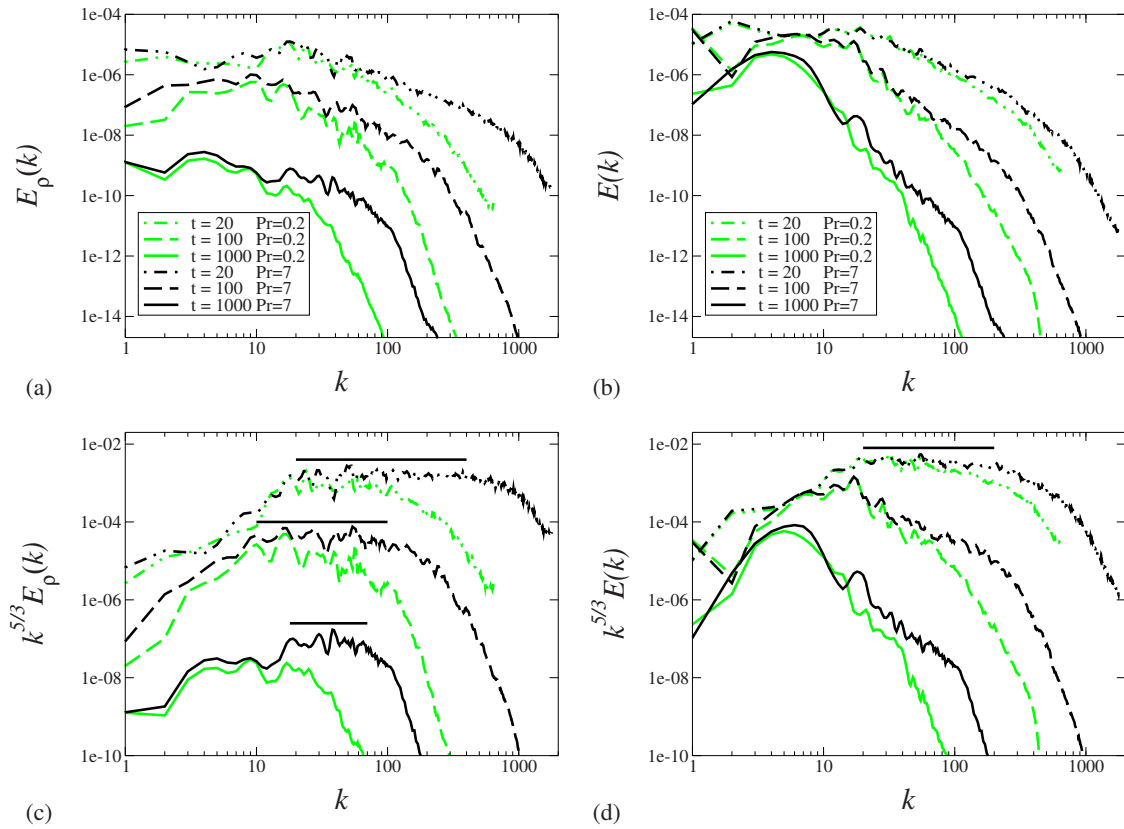 1e-04
1e-06
1e-08
1e-10
1e-12
1e-14
E_ρ(k)
t = 20 Pr=0.2
t = 100 Pr=0.2
t = 1000 Pr=0.2
t = 20 Pr=7
t = 100 Pr=7
t = 1000 Pr=7
1 10 100 1000
k
(a)
1e-04
1e-06
1e-08
1e-10
1e-12
1e-14
E(k)
t = 20 Pr=0.2
t = 100 Pr=0.2
t = 1000 Pr=0.2
t = 20 Pr=7
t = 100 Pr=7
t = 1000 Pr=7
1 10 100 1000
k
(b)
1e-02
1e-04
1e-06
1e-08
1e-10
k^{5/3}E_ρ(k)
1 10 100 1000
k
(c)
1e-02
1e-04
1e-06
1e-08
1e-10
k^{5/3}E(k)
1 10 100 1000
k
(d)